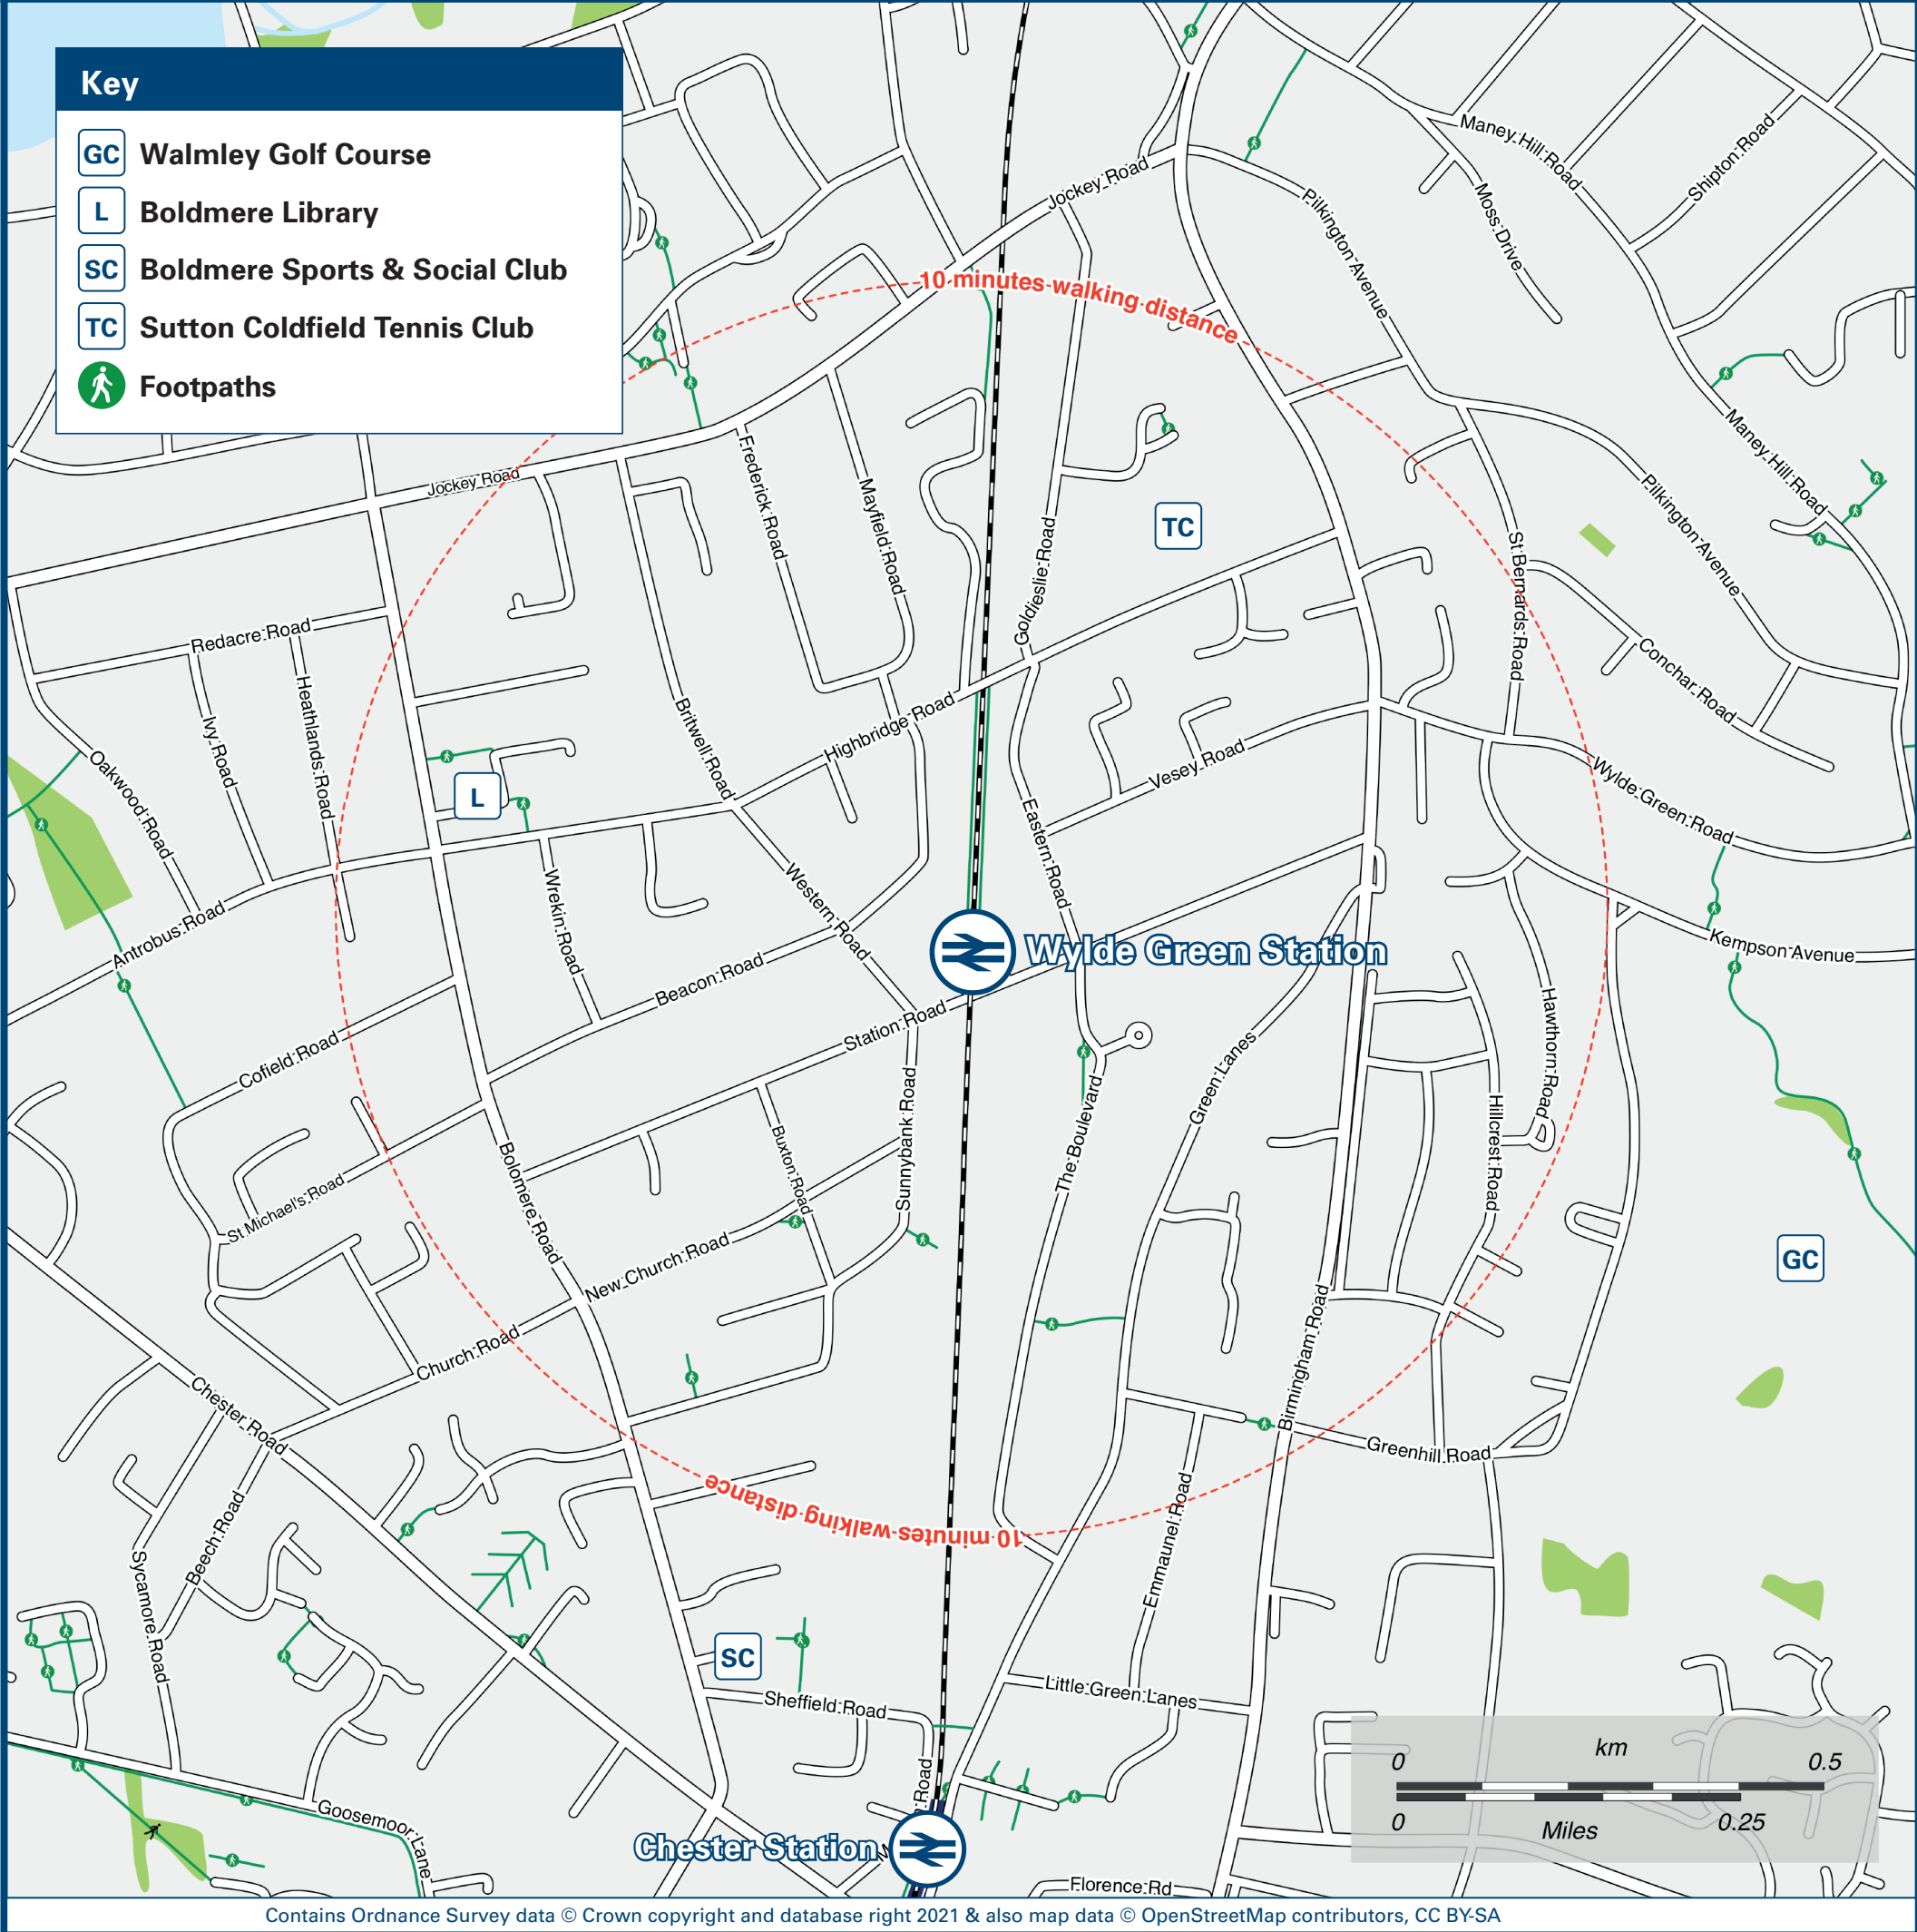 Key
GC Walmley Golf Course
L Boldmere Library
SC Boldmere Sports & Social Club
TC Sutton Coldfield Tennis Club
Footpaths
Maney Hill Road
Shipton Road
Jockey Road
Moss Drive
Pilkington Avenue
10 minutes walking distance
Maney Hill Road
Jockey Road
Frederick Road
Mayfield Road
Pilkington Avenue
TC
Goldieslie Road
St Bernards Road
Redacre Road
Conchar Road
Heathlands Road
Ivy Road
Britwell Road
Highbridge Road
Vesey Road
Oakwood Road
Wylde Green Road
L
Eastern Road
Wrekin Road
Western Road
Antrobus Road
Wylde Green Station
Kempson Avenue
Beacon Road
Station Road
Hawthorn Road
Cofield Road
Green Lanes
Sunnybank Road
The Boulevard
Buxton Road
Hillcrest Road
St Michael's Road
Bolomere Road
New Church Road
GC
Church Road
Birmingham Road
Chester Road
Greenhill Road
10 minutes walking distance
Emmaunel Road
Beech Road
Sycamore Road
SC
Little Green Lanes
Sheffield Road
Road
km
0 0.5
0 0.25
Miles
Goosemoor Lane
Chester Station
Florence Rd
Contains Ordnance Survey data © Crown copyright and database right 2021 & also map data © OpenStreetMap contributors, CC BY-SA